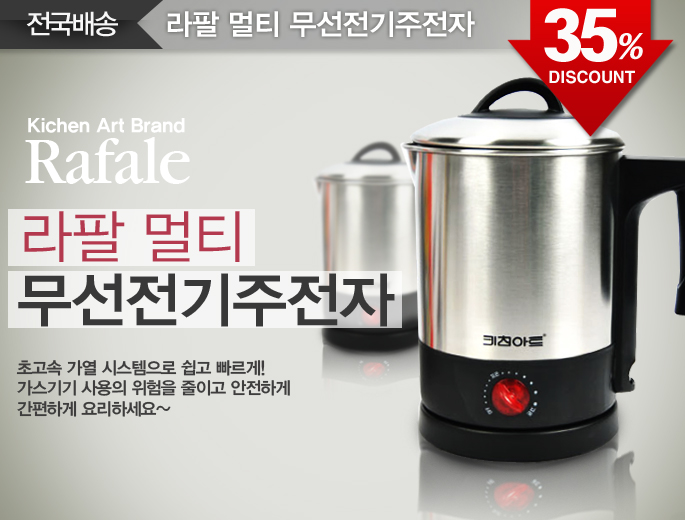 전국배송
라팔 멀티 무선전기주전자
35%
DISCOUNT
Kichen Art Brand
Rafale
라팔 멀티
무선전기주전자
초고속 가열 시스템으로 쉽고 빠르게!
가스기기 사용의 위험을 줄이고 안전하게
간편하게 요리하세요~
키친아트